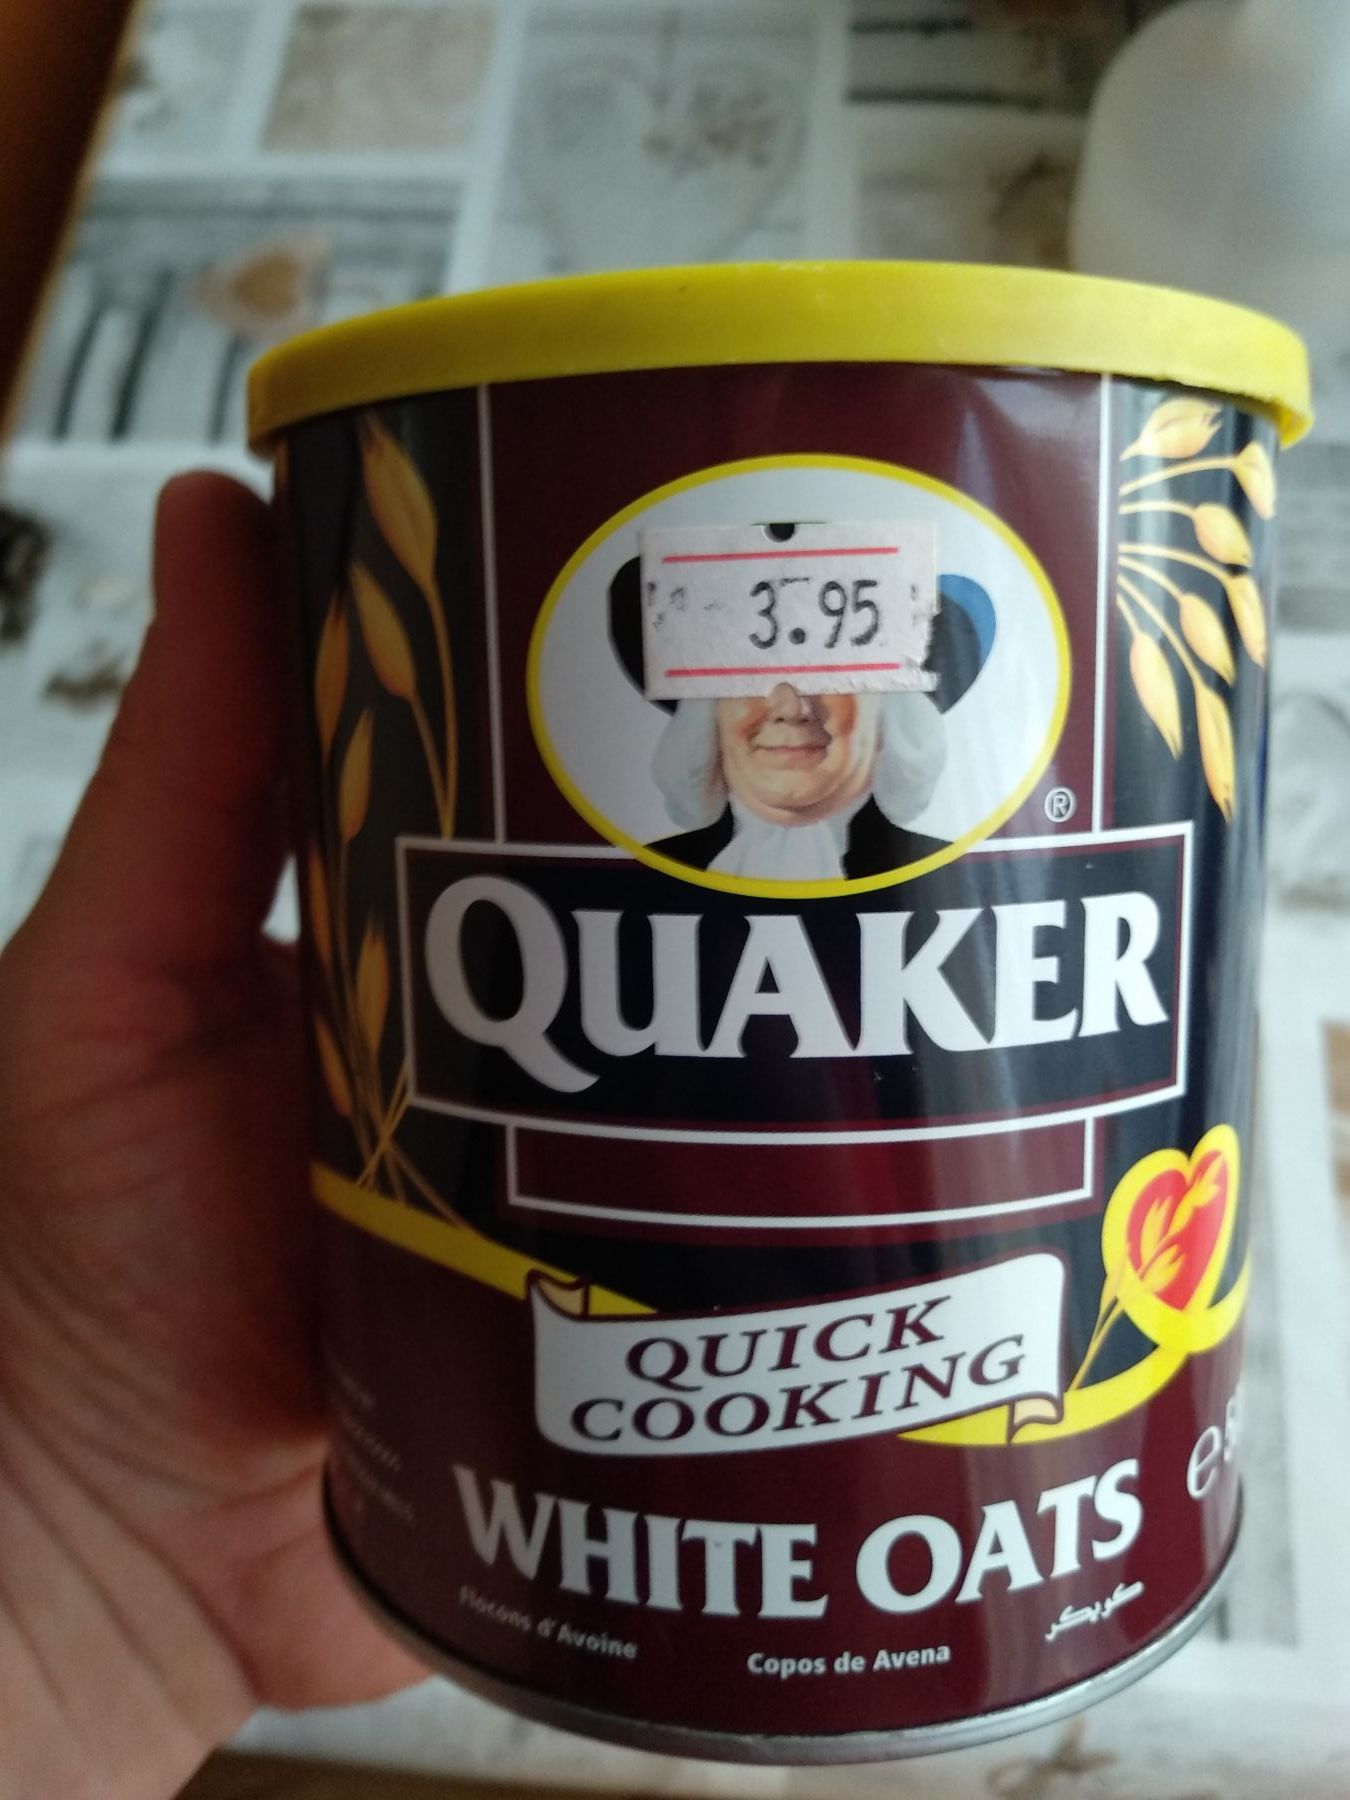 3.95
®
QUAKER
QUICK
COOKING
WHITE OATS
e
Flocons d'Avoine
Copos de Avena
كويكر